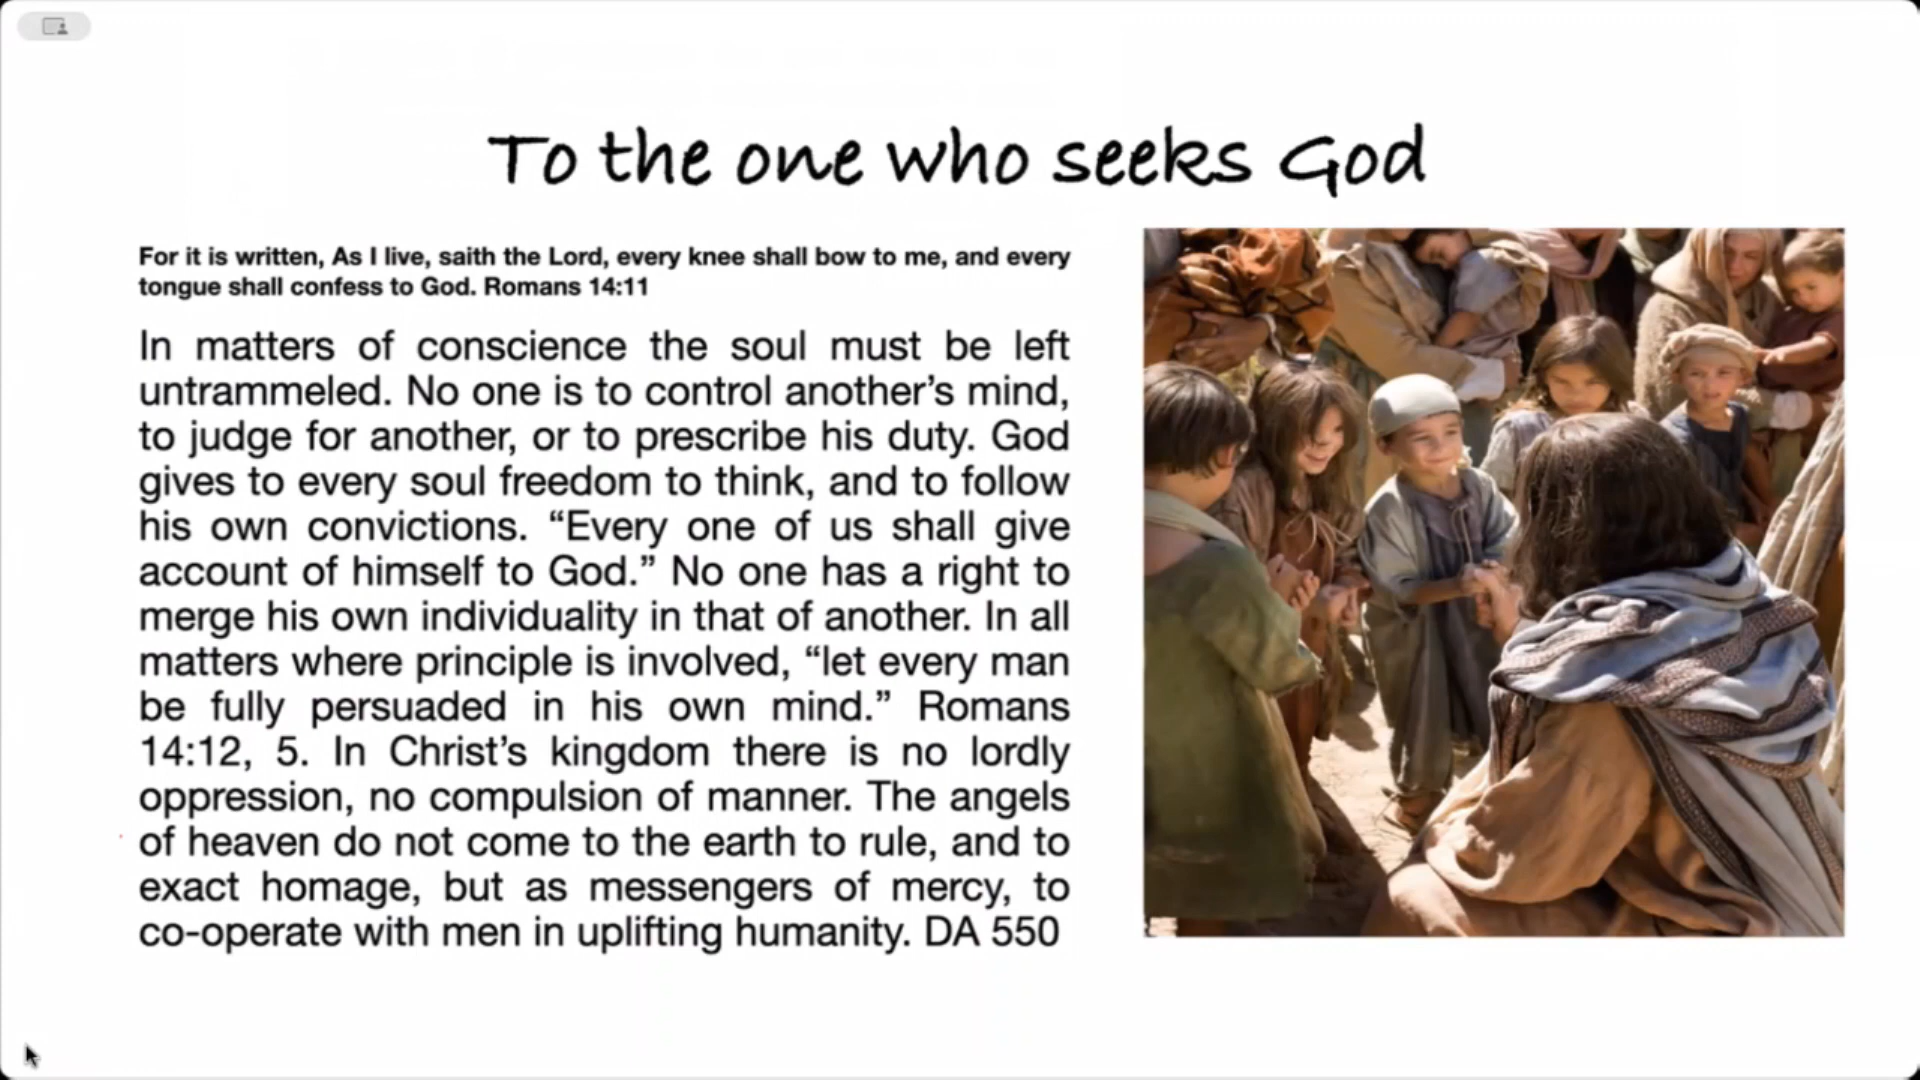 To the one who seeks God
For it is written, As I live, saith the Lord, every knee shall bow to me, and every
tongue shall confess to God. Romans 14:11
In matters of conscience the soul must be left
untrammeled. No one is to control another’s mind,
to judge for another, or to prescribe his duty. God
gives to every soul freedom to think, and to follow
his own convictions. “Every one of us shall give
account of himself to God.” No one has a right to
merge his own individuality in that of another. In all
matters where principle is involved, “let every man
be fully persuaded in his own mind.” Romans
14:12, 5. In Christ’s kingdom there is no lordly
oppression, no compulsion of manner. The angels
of heaven do not come to the earth to rule, and to
exact homage, but as messengers of mercy, to
co-operate with men in uplifting humanity. DA 550